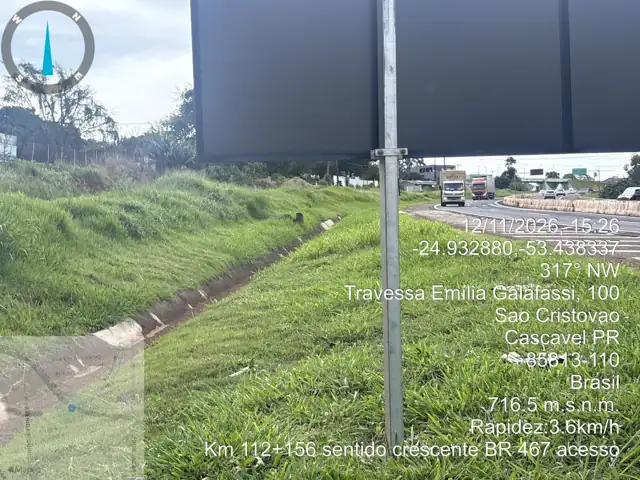 12/11/2026, 15:26
-24.932880,-53.438337
317° NW
Travessa Emilia Galafassi, 100
Sao Cristovao
Cascavel PR
85813-110
Brasil
716.5 m.s.n.m.
Rapidez:3.6km/h
Km 112+156 sentido crescente BR 467 acesso